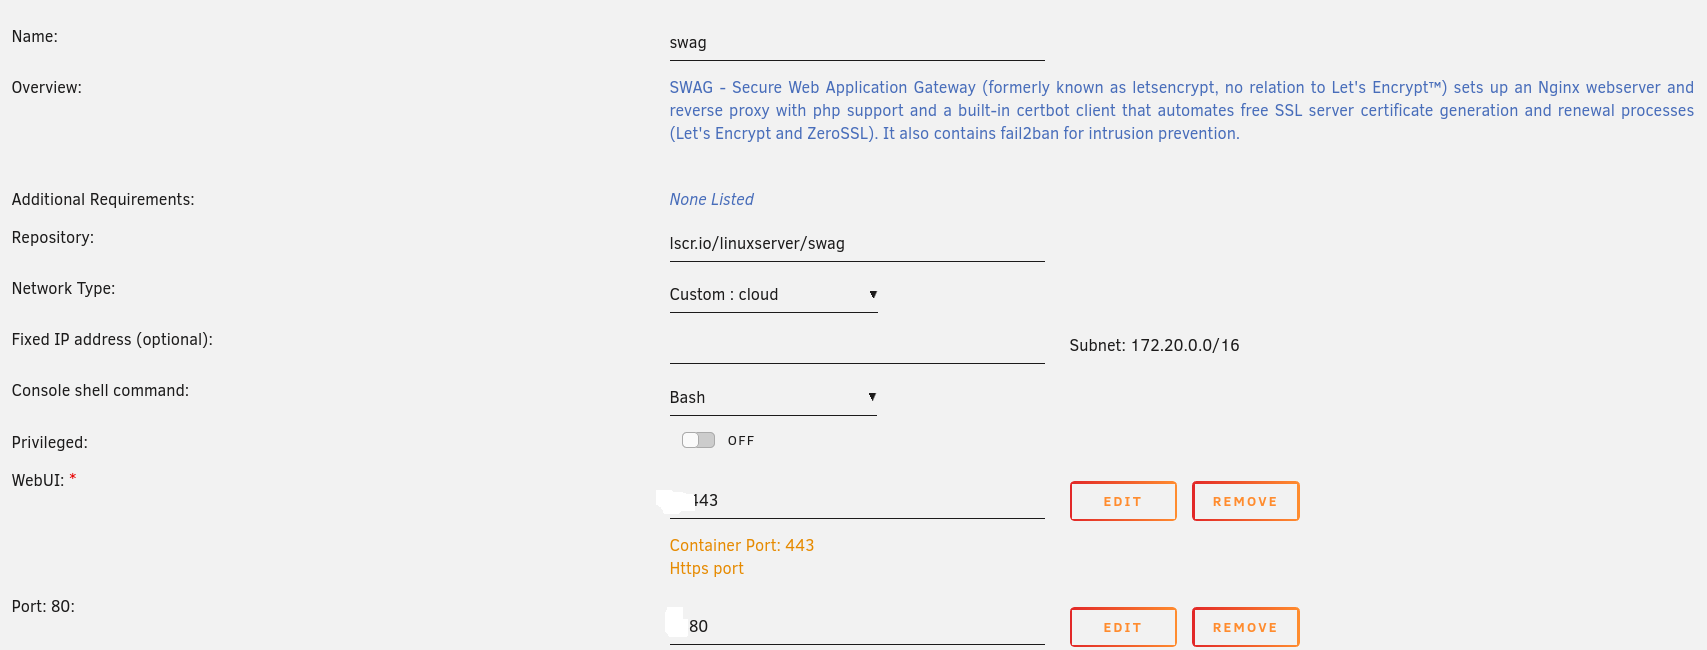 Name:
swag
Overview:
SWAG - Secure Web Application Gateway (formerly known as letsencrypt, no relation to Let's Encrypt™) sets up an Nginx webserver and
reverse proxy with php support and a built-in certbot client that automates free SSL server certificate generation and renewal processes
(Let's Encrypt and ZeroSSL). It also contains fail2ban for intrusion prevention.
Additional Requirements:
None Listed
Repository:
lscr.io/linuxserver/swag
Network Type:
Custom : cloud
Fixed IP address (optional):
Subnet: 172.20.0.0/16
Console shell command:
Bash
Privileged:
OFF
WebUI: *
443
EDIT
REMOVE
Container Port: 443
Https port
Port: 80:
80
EDIT
REMOVE